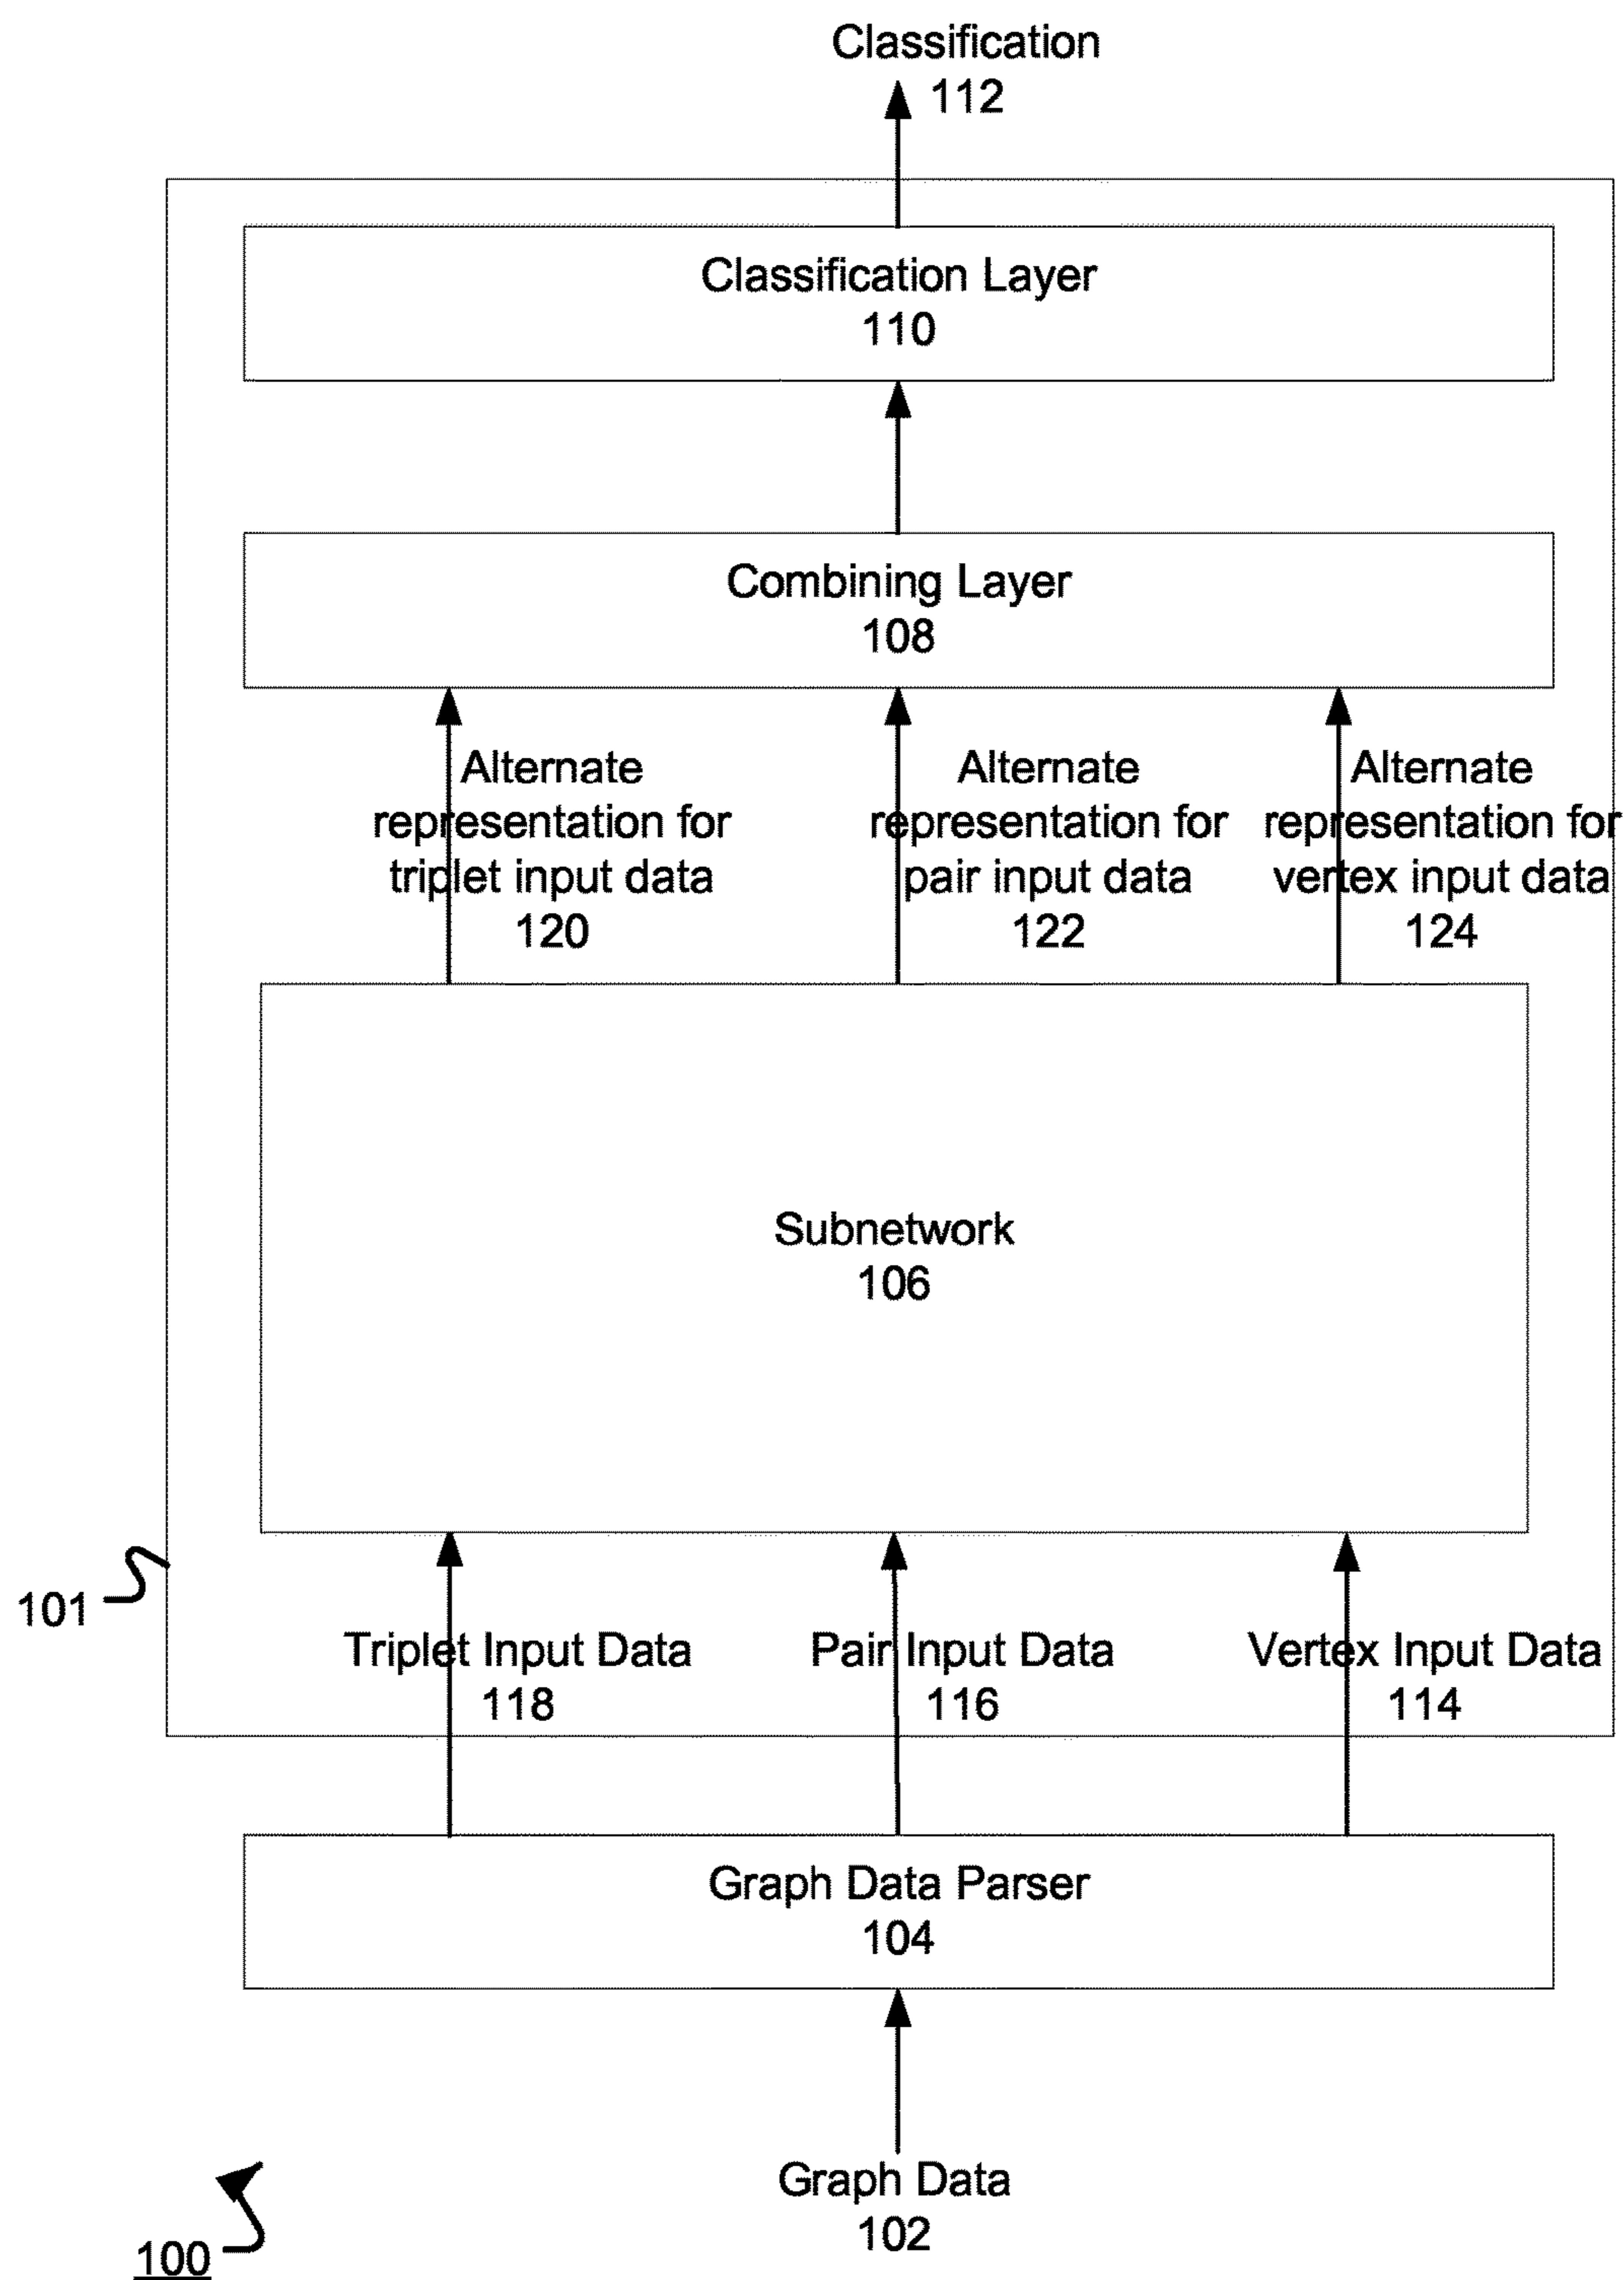 Classification
112
Classification Layer
110
Combining Layer
108
Alternate
representation for
triplet input data
120
Alternate
representation for
pair input data
122
Alternate
representation for
vertex input data
124
Subnetwork
106
101
Triplet Input Data
118
Pair Input Data
116
Vertex Input Data
114
Graph Data Parser
104
Graph Data
102
100